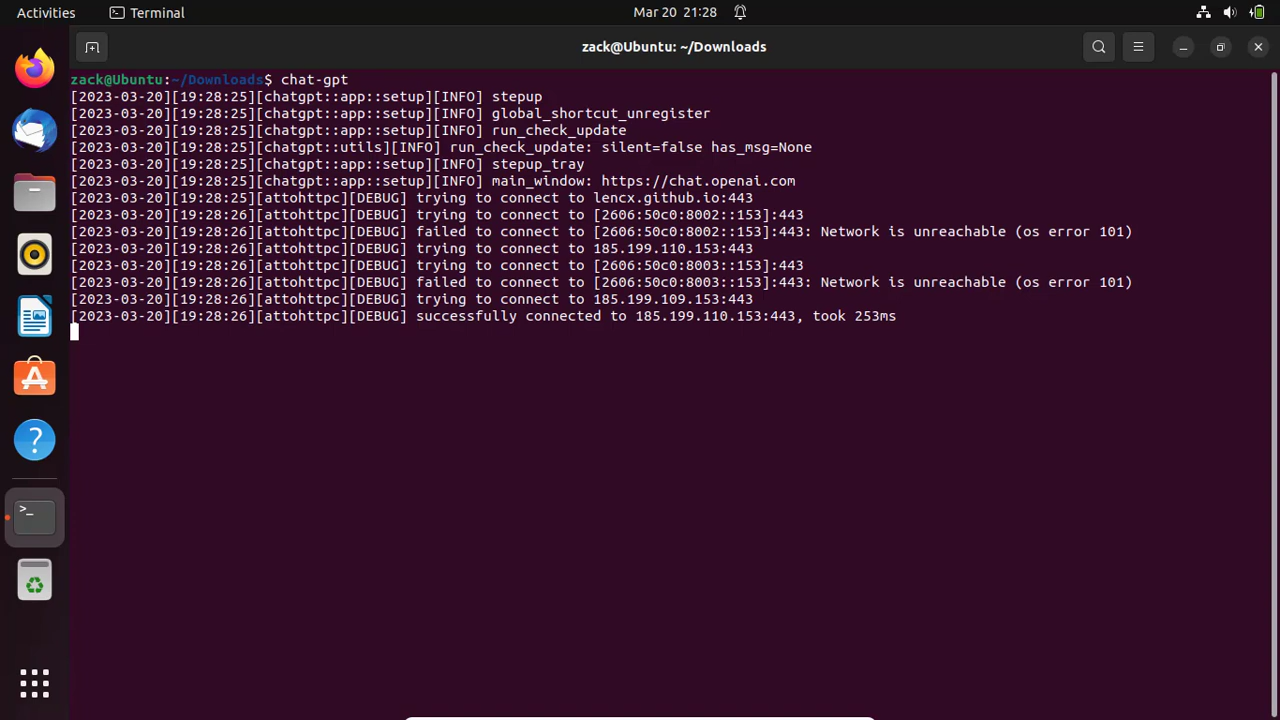 Activities
Terminal
Mar 20 21:28
zack@Ubuntu: ~/Downloads
zack@Ubuntu:~/Downloads$ chat-gpt
[2023-03-20][19:28:25][chatgpt::app::setup][INFO] stepup
[2023-03-20][19:28:25][chatgpt::app::setup][INFO] global_shortcut_unregister
[2023-03-20][19:28:25][chatgpt::app::setup][INFO] run_check_update
[2023-03-20][19:28:25][chatgpt::utils][INFO] run_check_update: silent=false has_msg=None
[2023-03-20][19:28:25][chatgpt::app::setup][INFO] stepup_tray
[2023-03-20][19:28:25][chatgpt::app::setup][INFO] main_window: https://chat.openai.com
[2023-03-20][19:28:25][attohttpc][DEBUG] trying to connect to lencx.github.io:443
[2023-03-20][19:28:26][attohttpc][DEBUG] trying to connect to [2606:50c0:8002::153]:443
[2023-03-20][19:28:26][attohttpc][DEBUG] failed to connect to [2606:50c0:8002::153]:443: Network is unreachable (os error 101)
[2023-03-20][19:28:26][attohttpc][DEBUG] trying to connect to 185.199.110.153:443
[2023-03-20][19:28:26][attohttpc][DEBUG] trying to connect to [2606:50c0:8003::153]:443
[2023-03-20][19:28:26][attohttpc][DEBUG] failed to connect to [2606:50c0:8003::153]:443: Network is unreachable (os error 101)
[2023-03-20][19:28:26][attohttpc][DEBUG] trying to connect to 185.199.109.153:443
[2023-03-20][19:28:26][attohttpc][DEBUG] successfully connected to 185.199.110.153:443, took 253ms